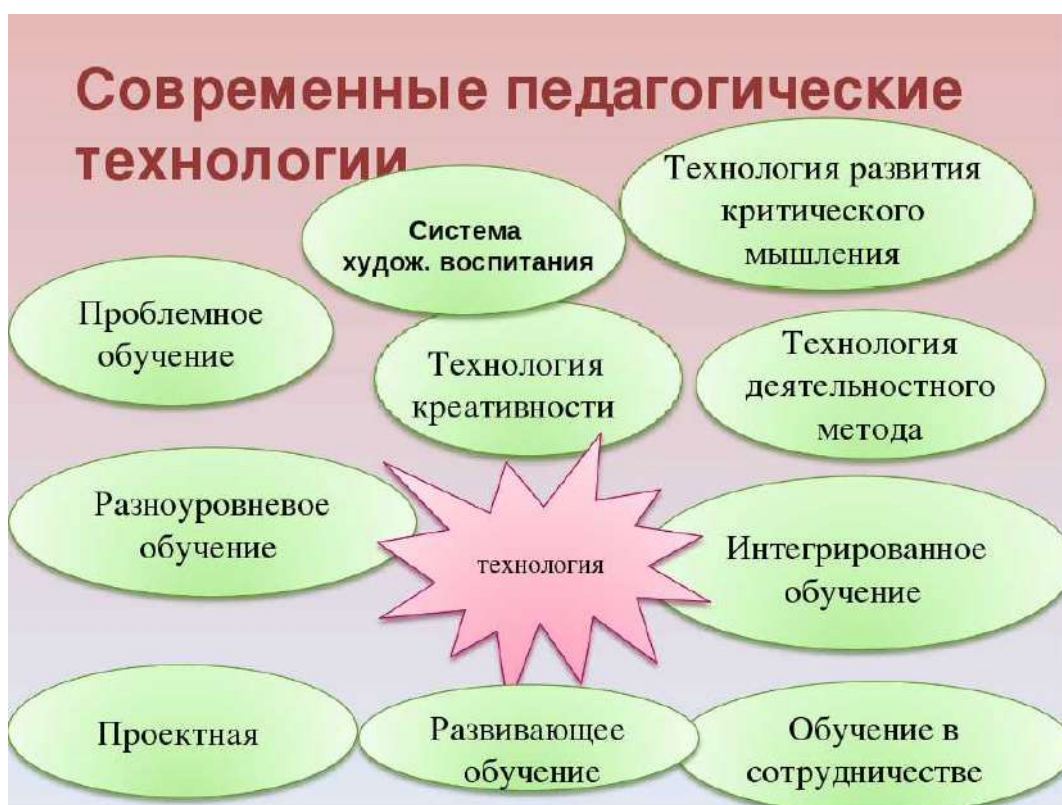 Современные педагогические
технологии
Система
худож. воспитания
Технология развития
критического
мышления
Проблемное
обучение
Технология
креативности
Технология
деятельностного
метода
Разноуровневое
обучение
технология
Интегрированное
обучение
Проектная
Развивающее
обучение
Обучение в
сотрудничестве